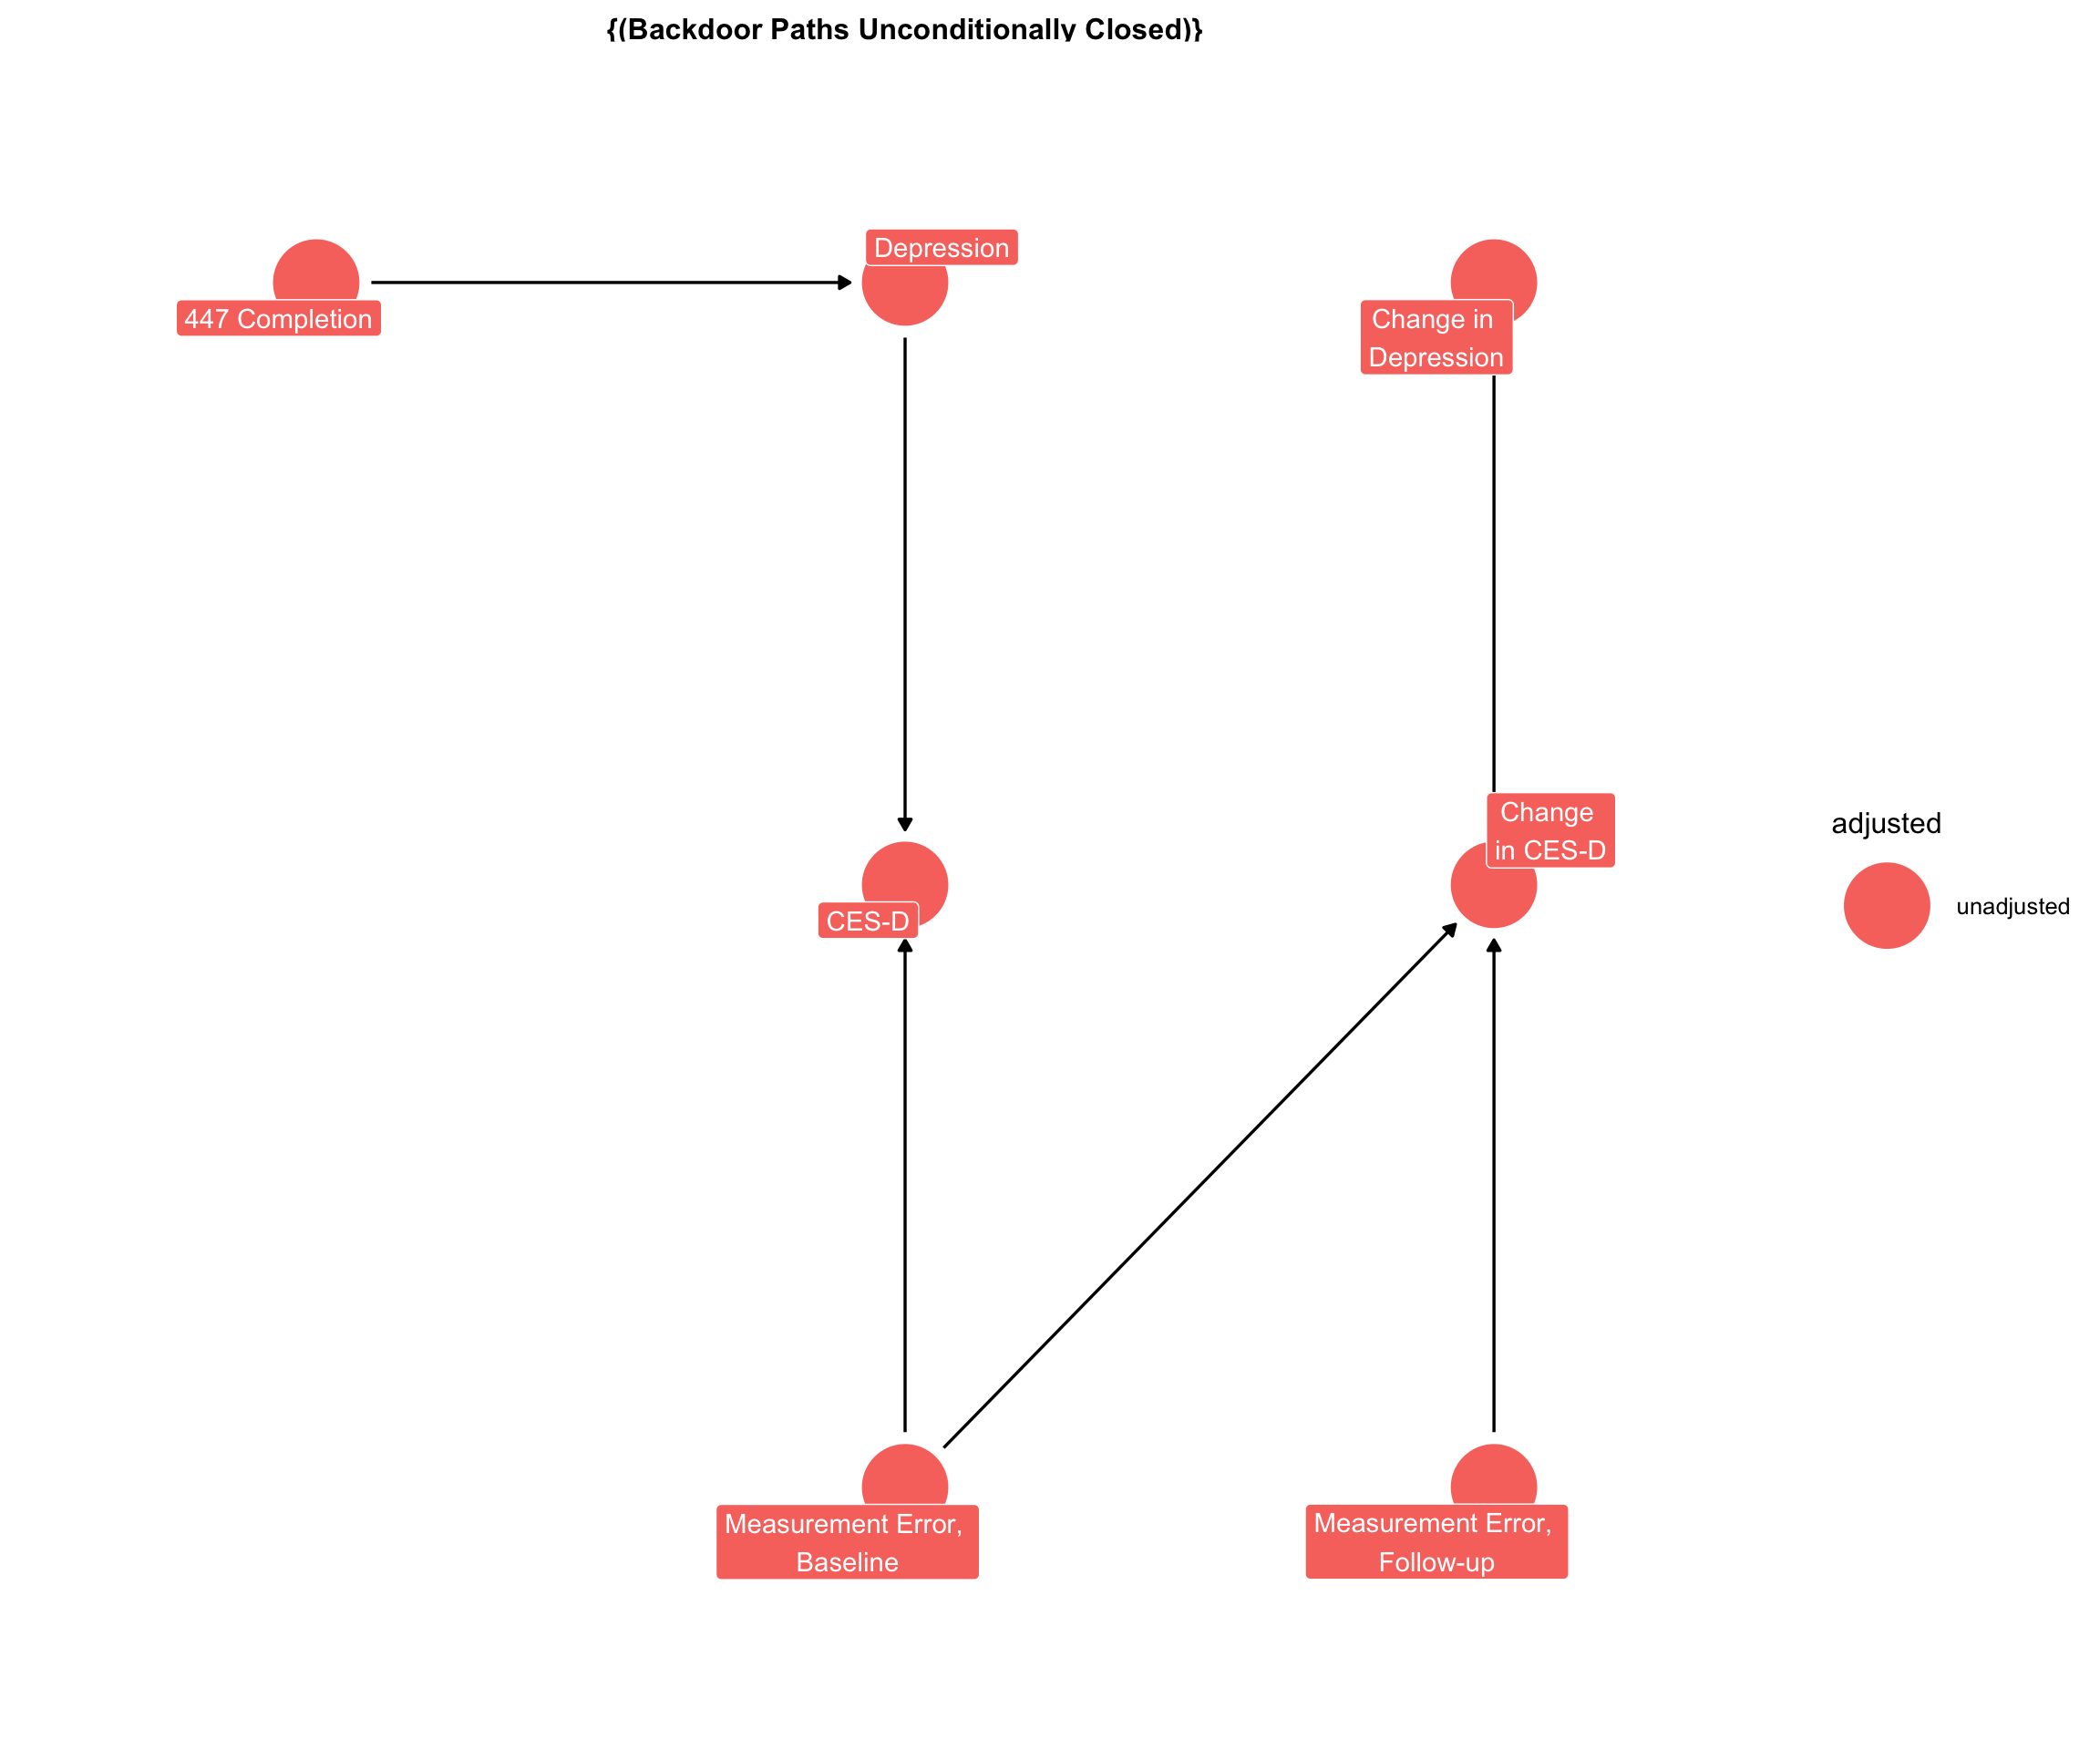 {(Backdoor Paths Unconditionally Closed)}
Depression
447 Completion
Change in
Depression
Change
in CES-D
adjusted
unadjusted
CES-D
Measurement Error,
Baseline
Measurement Error,
Follow-up